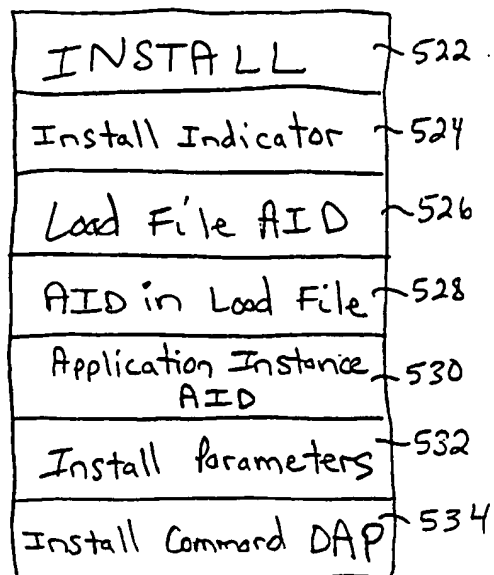 INSTALL 522
Install Indicator 524
Load File AID 526
AID in Load File 528
Application Instance
AID 530
Install Parameters 532
Install Command DAP 534